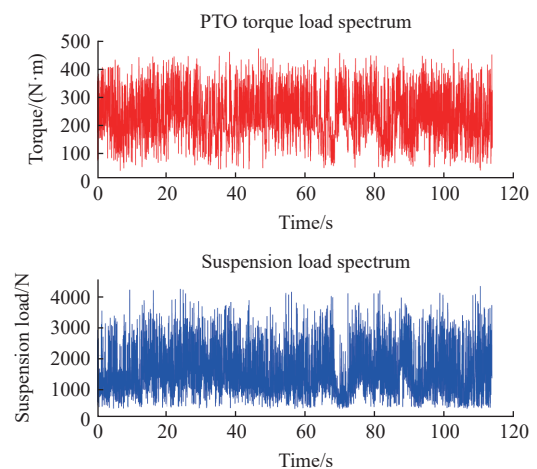 PTO torque load spectrum
Torque/(N·m)
500
400
300
200
100
0
0 20 40 60 80 100 120
Time/s
Suspension load spectrum
Suspension load/N
4000
3000
2000
1000
0
0 20 40 60 80 100 120
Time/s